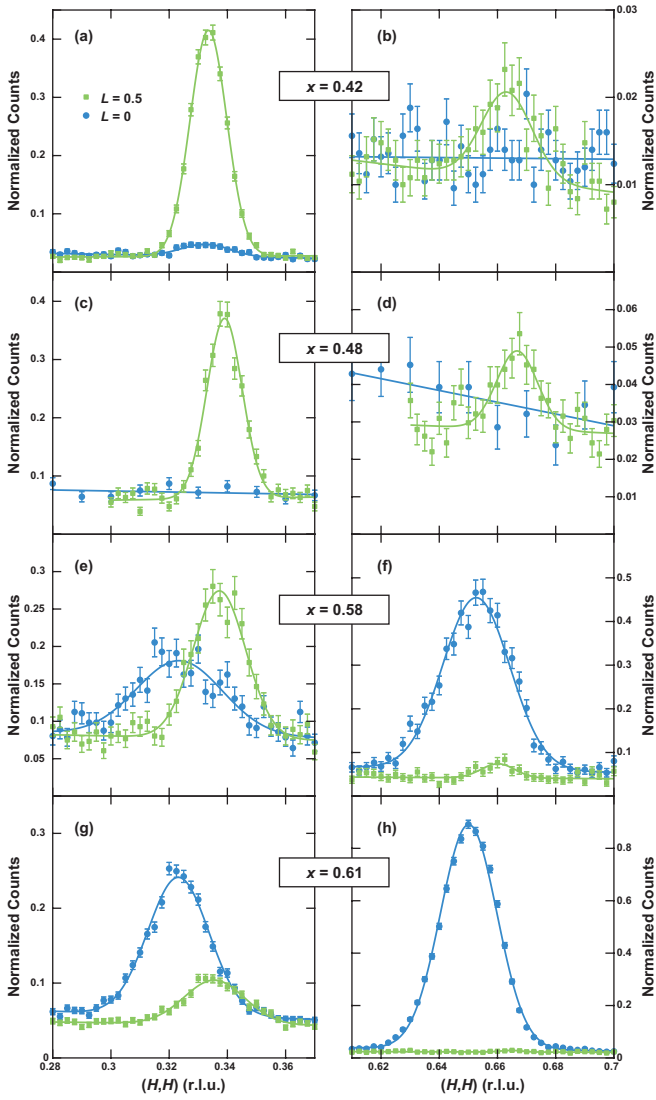 (a)
L = 0.5
L = 0
Normalized Counts
0.4
0.3
0.2
0.1
x = 0.42
(b)
0.03
0.02
0.01
Normalized Counts
(c)
Normalized Counts
0.4
0.3
0.2
0.1
x = 0.48
(d)
0.06
0.05
0.04
0.03
0.02
0.01
Normalized Counts
(e)
Normalized Counts
0.3
0.25
0.2
0.15
0.1
0.05
x = 0.58
(f)
0.5
0.4
0.3
0.2
0.1
Normalized Counts
(g)
Normalized Counts
0.3
0.2
0.1
0
x = 0.61
(h)
0.8
0.6
0.4
0.2
0
Normalized Counts
0.28 0.3 0.32 0.34 0.36
(H,H) (r.l.u.)
0.62 0.64 0.66 0.68 0.7
(H,H) (r.l.u.)